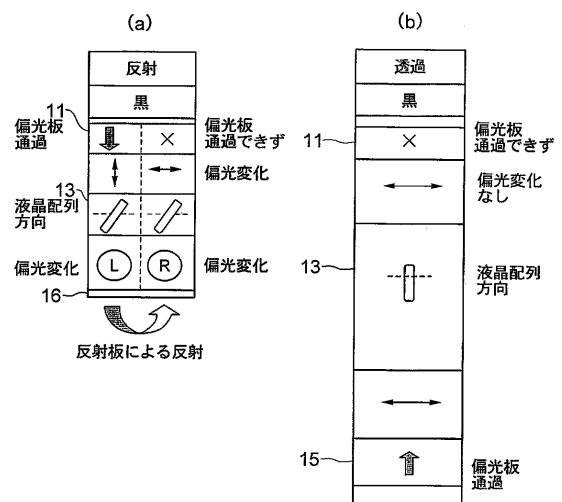 (a)
反射
黒
11
偏光板
通過
×
偏光板
通過できず
偏光変化
13
液晶配列
方向
偏光変化
L
R
偏光変化
16
反射板による反射
(b)
透過
黒
11
×
偏光板
通過できず
偏光変化
なし
13
液晶配列
方向
15
偏光板
通過